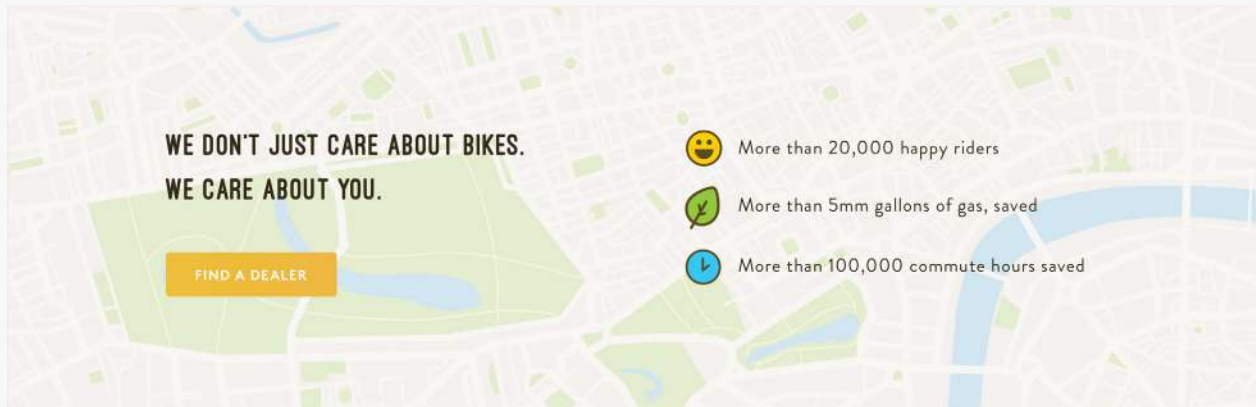 WE DON'T JUST CARE ABOUT BIKES.
WE CARE ABOUT YOU.
FIND A DEALER
More than 20,000 happy riders
More than 5mm gallons of gas, saved
More than 100,000 commute hours saved